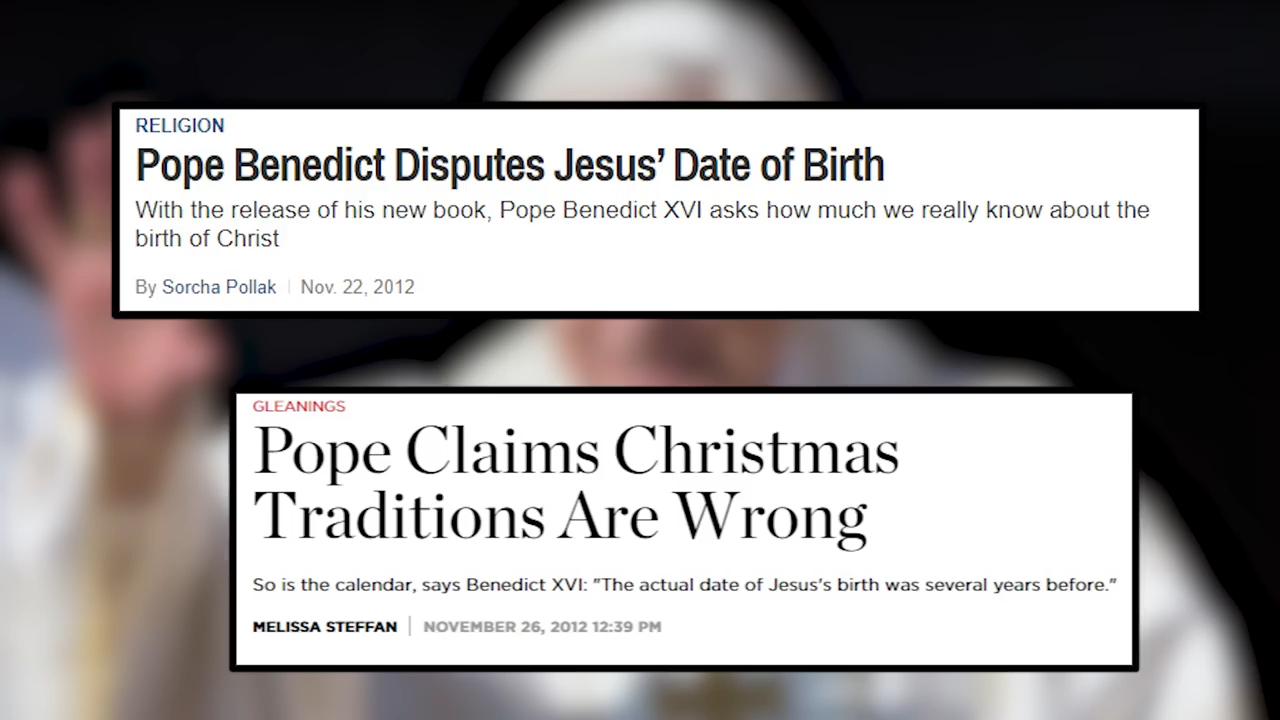 RELIGION
Pope Benedict Disputes Jesus’ Date of Birth
With the release of his new book, Pope Benedict XVI asks how much we really know about the
birth of Christ
By Sorcha Pollak | Nov. 22, 2012
GLEANINGS
Pope Claims Christmas
Traditions Are Wrong
So is the calendar, says Benedict XVI: "The actual date of Jesus's birth was several years before."
MELISSA STEFFAN | NOVEMBER 26, 2012 12:39 PM